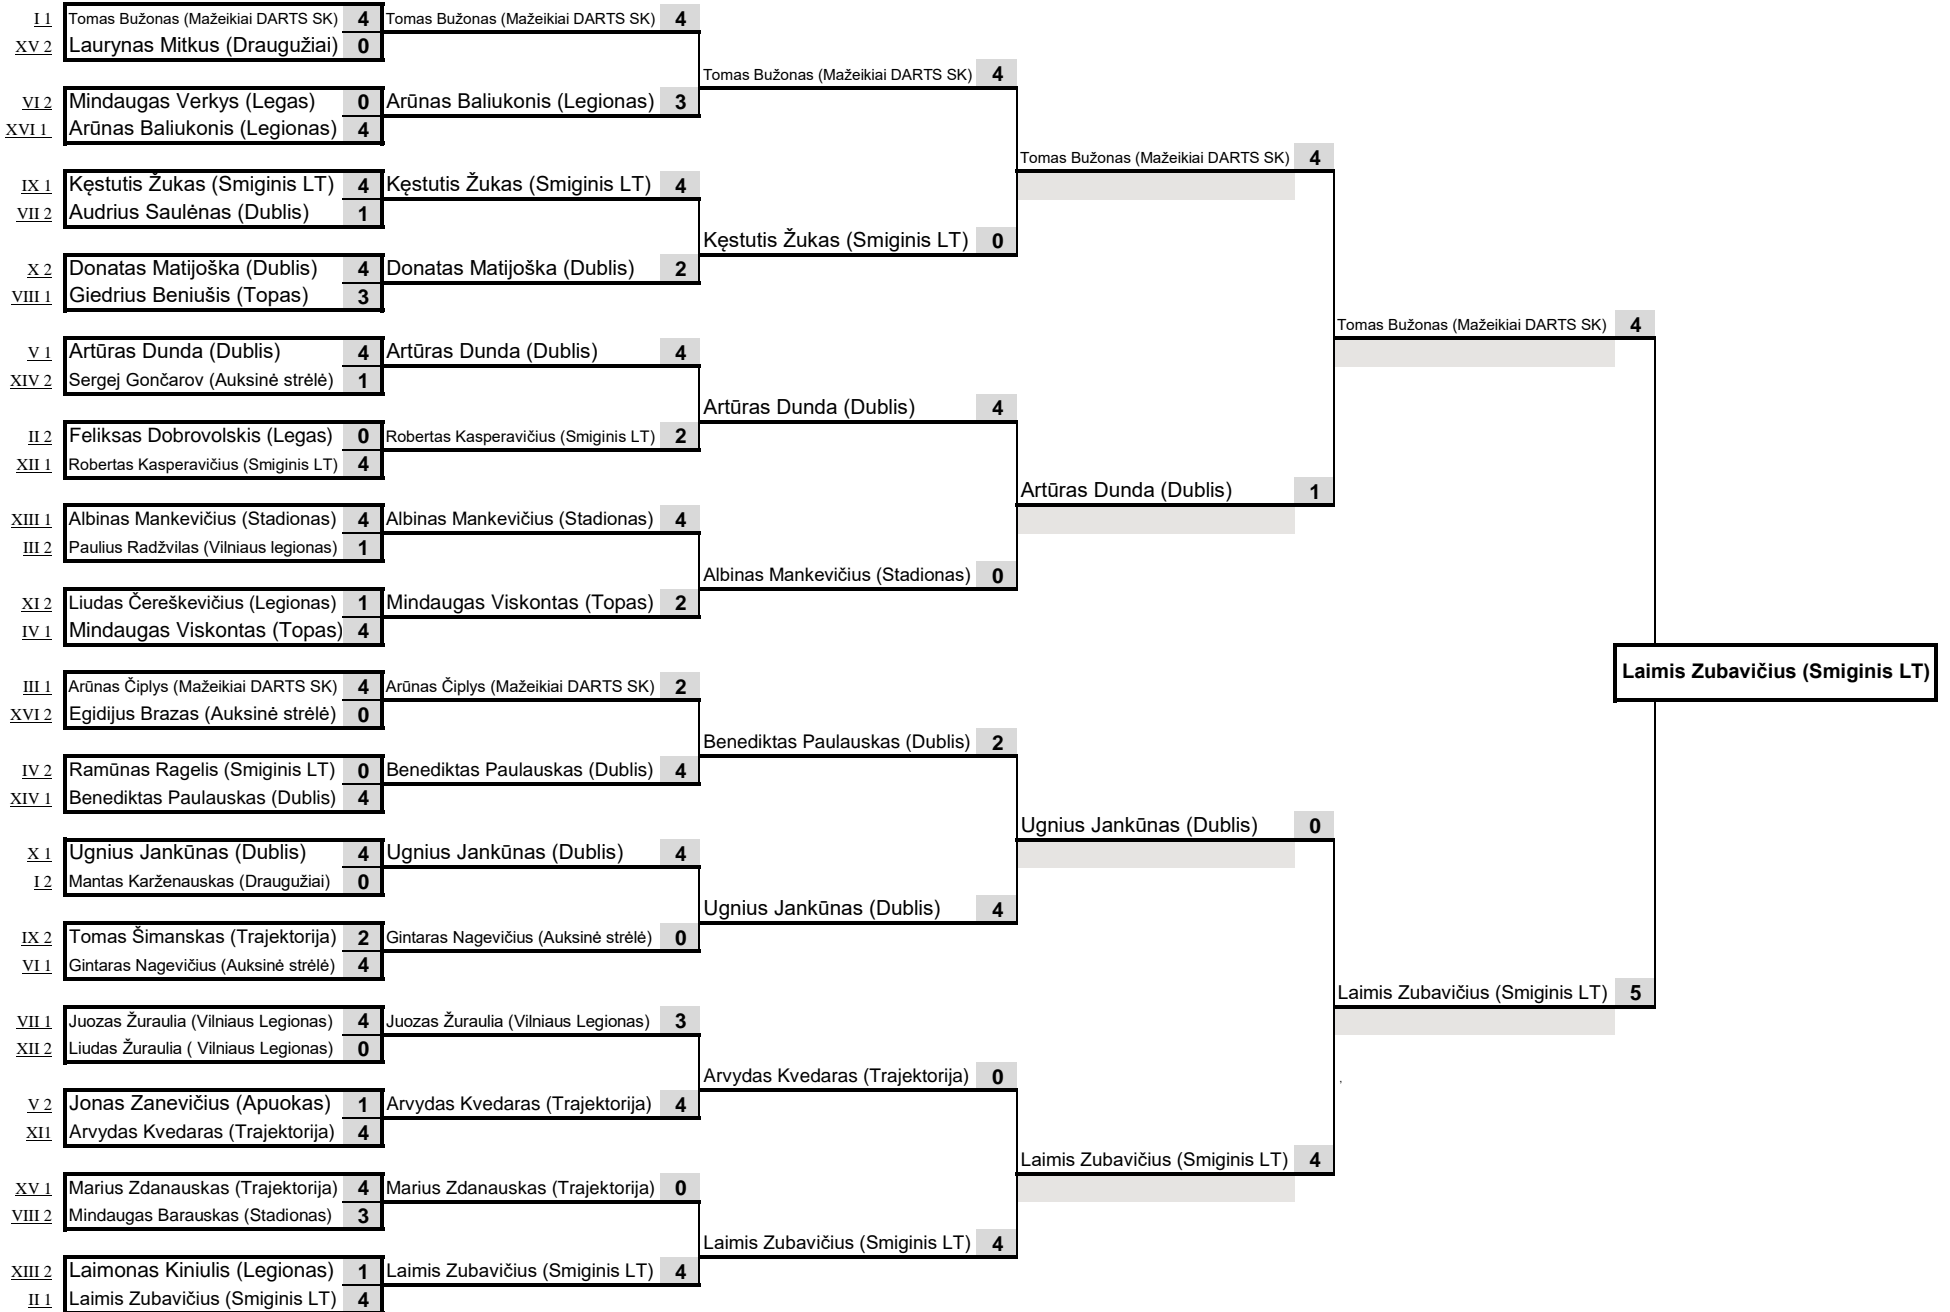 I 1 Tomas Bužonas (Mažeikiai DARTS SK) 4 Tomas Bužonas (Mažeikiai DARTS SK) 4
XV 2 Laurynas Mitkus (Draugužiai) 0
Tomas Bužonas (Mažeikiai DARTS SK) 4
VI 2 Mindaugas Verkys (Legas) 0 Arūnas Baliukonis (Legionas) 3
XVI 1 Arūnas Baliukonis (Legionas) 4
Tomas Bužonas (Mažeikiai DARTS SK) 4
IX 1 Kęstutis Žukas (Smiginis LT) 4 Kęstutis Žukas (Smiginis LT) 4
VII 2 Audrius Saulėnas (Dublis) 1
Kęstutis Žukas (Smiginis LT) 0
X 2 Donatas Matijoška (Dublis) 4 Donatas Matijoška (Dublis) 2
VIII 1 Giedrius Beniušis (Topas) 3
Tomas Bužonas (Mažeikiai DARTS SK) 4
V 1 Artūras Dunda (Dublis) 4 Artūras Dunda (Dublis) 4
XIV 2 Sergej Gončarov (Auksinė strėlė) 1
Artūras Dunda (Dublis) 4
II 2 Feliksas Dobrovolskis (Legas) 0 Robertas Kasperavičius (Smiginis LT) 2
XII 1 Robertas Kasperavičius (Smiginis LT) 4
Artūras Dunda (Dublis) 1
XIII 1 Albinas Mankevičius (Stadionas) 4 Albinas Mankevičius (Stadionas) 4
III 2 Paulius Radžvilas (Vilniaus legionas) 1
Albinas Mankevičius (Stadionas) 0
XI 2 Liudas Čereškevičius (Legionas) 1 Mindaugas Viskontas (Topas) 2
IV 1 Mindaugas Viskontas (Topas) 4
Laimis Zubavičius (Smiginis LT)
III 1 Arūnas Čiplys (Mažeikiai DARTS SK) 4 Arūnas Čiplys (Mažeikiai DARTS SK) 2
XVI 2 Egidijus Brazas (Auksinė strėlė) 0
Benediktas Paulauskas (Dublis) 2
IV 2 Ramūnas Ragelis (Smiginis LT) 0 Benediktas Paulauskas (Dublis) 4
XIV 1 Benediktas Paulauskas (Dublis) 4
Ugnius Jankūnas (Dublis) 0
X 1 Ugnius Jankūnas (Dublis) 4 Ugnius Jankūnas (Dublis) 4
I 2 Mantas Karženauskas (Draugužiai) 0
Ugnius Jankūnas (Dublis) 4
IX 2 Tomas Šimanskas (Trajektorija) 2 Gintaras Nagevičius (Auksinė strėlė) 0
VI 1 Gintaras Nagevičius (Auksinė strėlė) 4
Laimis Zubavičius (Smiginis LT) 5
VII 1 Juozas Žuraulia (Vilniaus Legionas) 4 Juozas Žuraulia (Vilniaus Legionas) 3
XII 2 Liudas Žuraulia ( Vilniaus Legionas) 0
Arvydas Kvedaras (Trajektorija) 0 ,
V 2 Jonas Zanevičius (Apuokas) 1 Arvydas Kvedaras (Trajektorija) 4
XI1 Arvydas Kvedaras (Trajektorija) 4
Laimis Zubavičius (Smiginis LT) 4
XV 1 Marius Zdanauskas (Trajektorija) 4 Marius Zdanauskas (Trajektorija) 0
VIII 2 Mindaugas Barauskas (Stadionas) 3
Laimis Zubavičius (Smiginis LT) 4
XIII 2 Laimonas Kiniulis (Legionas) 1 Laimis Zubavičius (Smiginis LT) 4
II 1 Laimis Zubavičius (Smiginis LT) 4